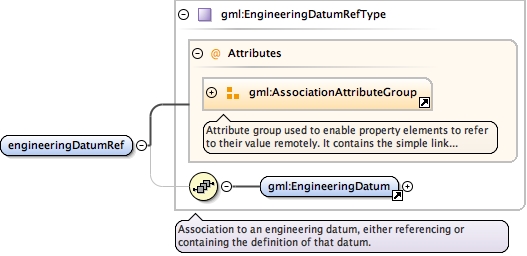 gml:EngineeringDatumRefType
@ Attributes
gml:AssociationAttributeGroup
Attribute group used to enable property elements to refer
to their value remotely. It contains the simple link...
engineeringDatumRef
gml:EngineeringDatum
Association to an engineering datum, either referencing or
containing the definition of that datum.